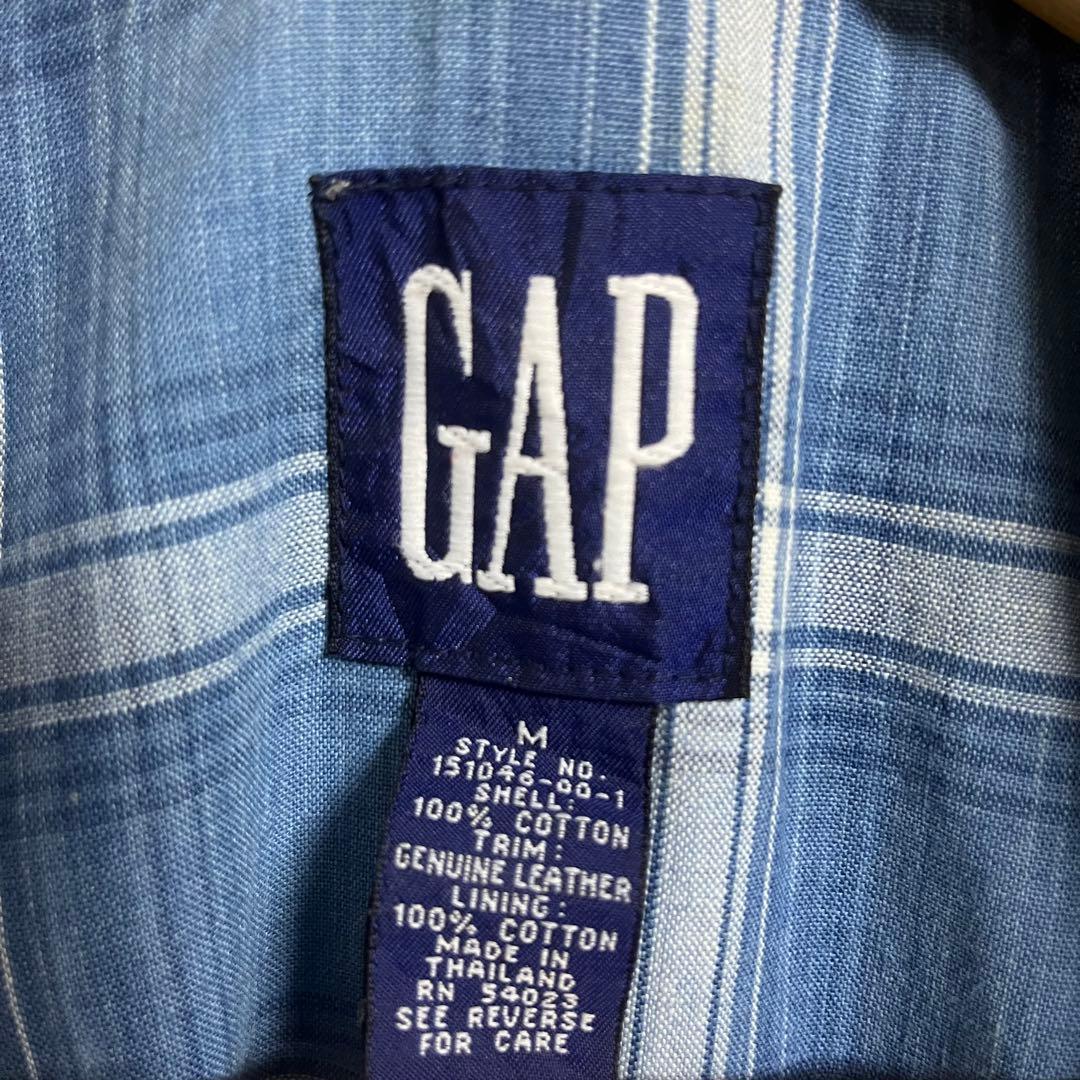 GAP
M
STYLE NO.
151046-00-1
SHELL:
100% COTTON
TRIM:
GENUINE LEATHER
LINING:
100% COTTON
MADE IN
THAILAND
RN 54023
SEE REVERSE
FOR CARE